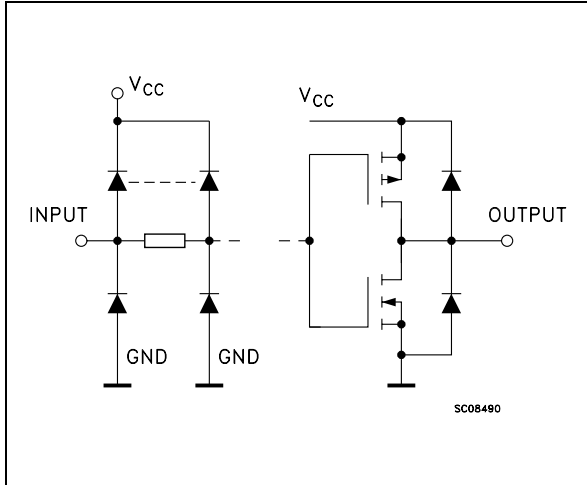 VCC
VCC
INPUT
OUTPUT
GND
GND
SC08490